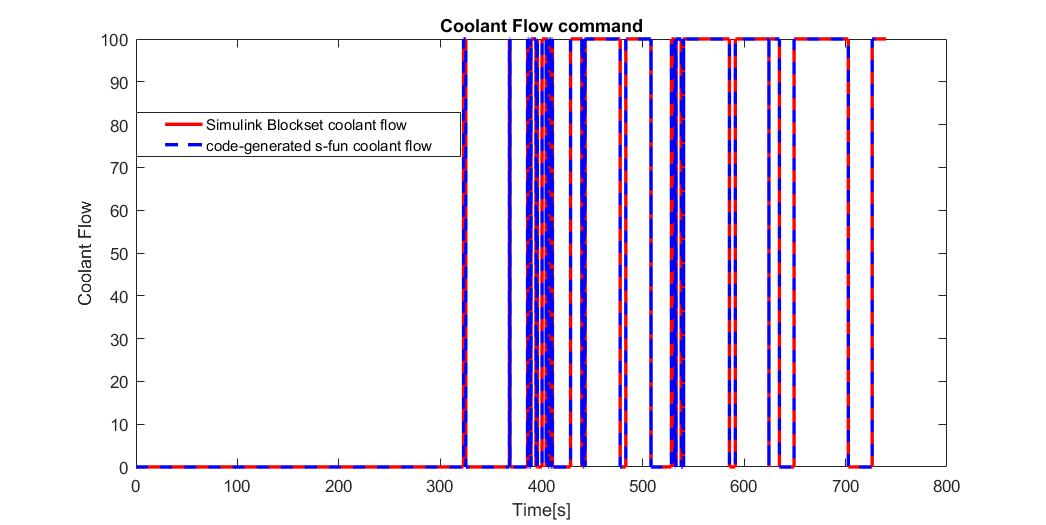 Coolant Flow command
100
90
80
70
60
50
40
30
20
10
0
Coolant Flow
Simulink Blockset coolant flow
code-generated s-fun coolant flow
0 100 200 300 400 500 600 700 800
Time[s]